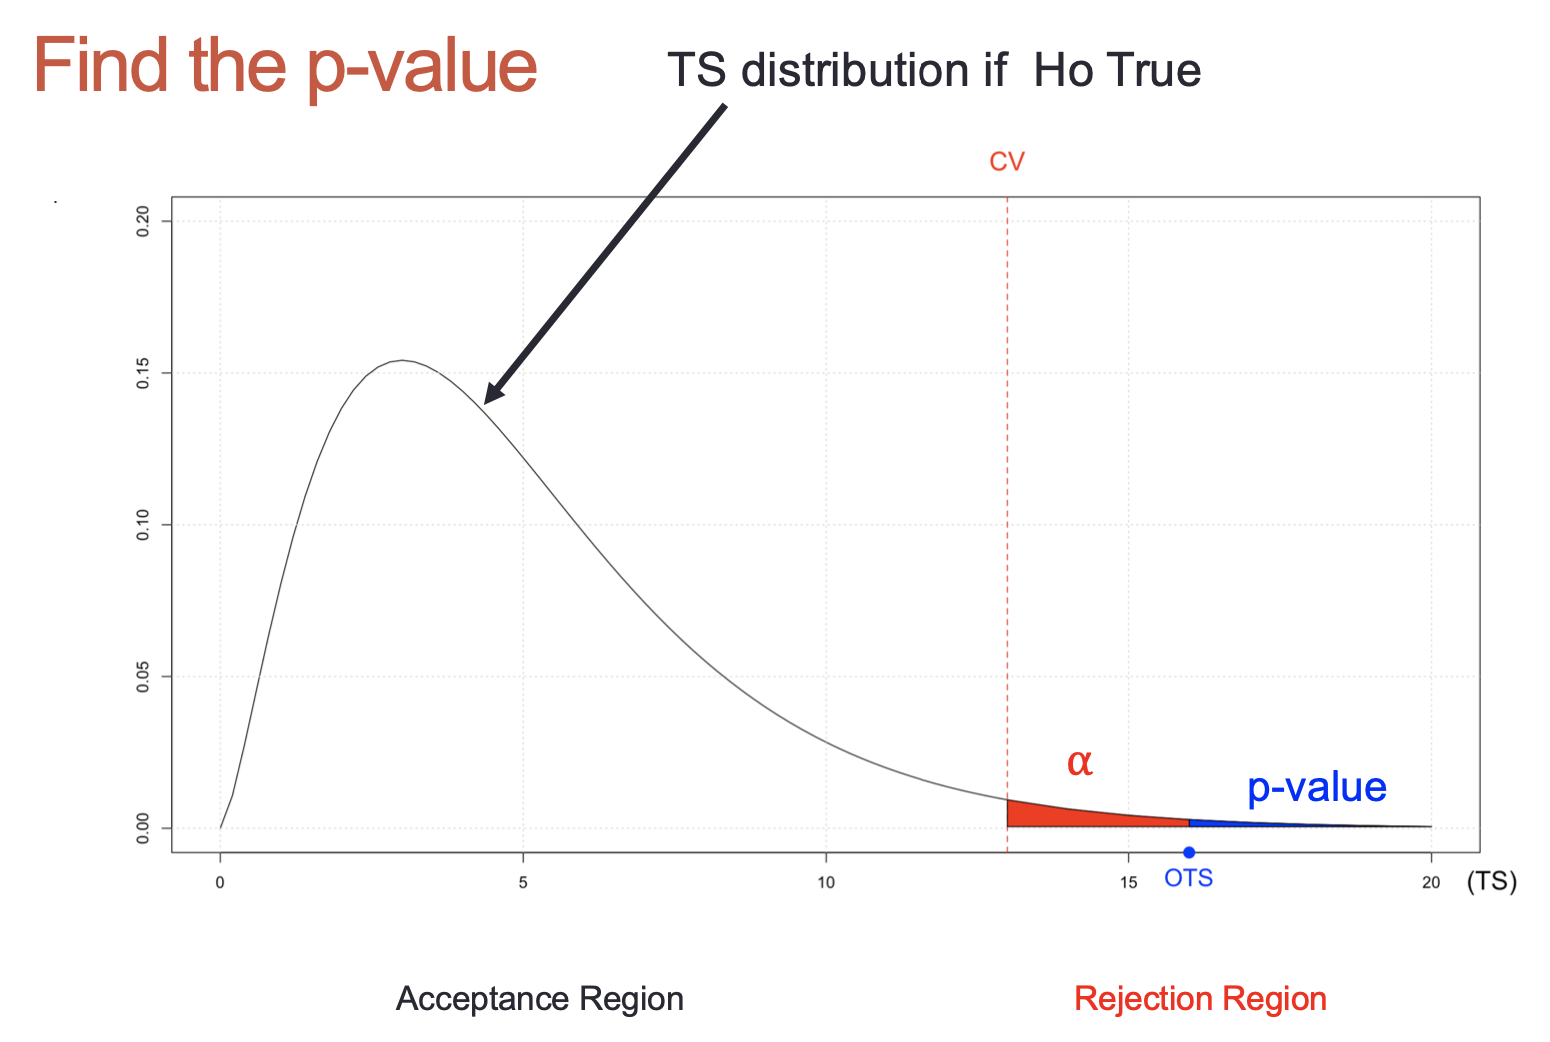 Find the p-value
TS distribution if  Ho True
CV
.
0.20
0.15
0.10
0.05
0.00
α
p-value
0
5
10
15
20
(TS)
OTS
Acceptance Region
Rejection Region